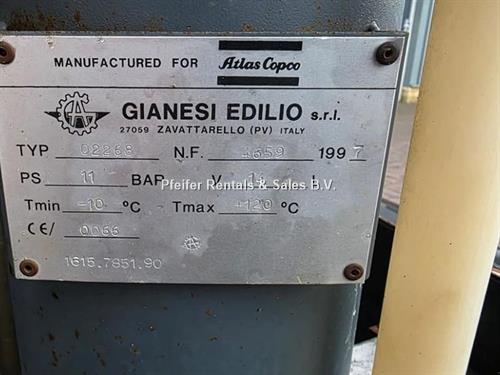 MANUFACTURED FOR Atlas Copco
GIANESI EDILIO s.r.l.
27059 ZAVATTARELLO (PV) ITALY
TYP 02268 N.F. 4659 1997
PS 11 BAR V L
Pfeifer Rentals & Sales B.V.
Tmin -10 °C Tmax +120 °C
CE/ 0066
1615.7851.90